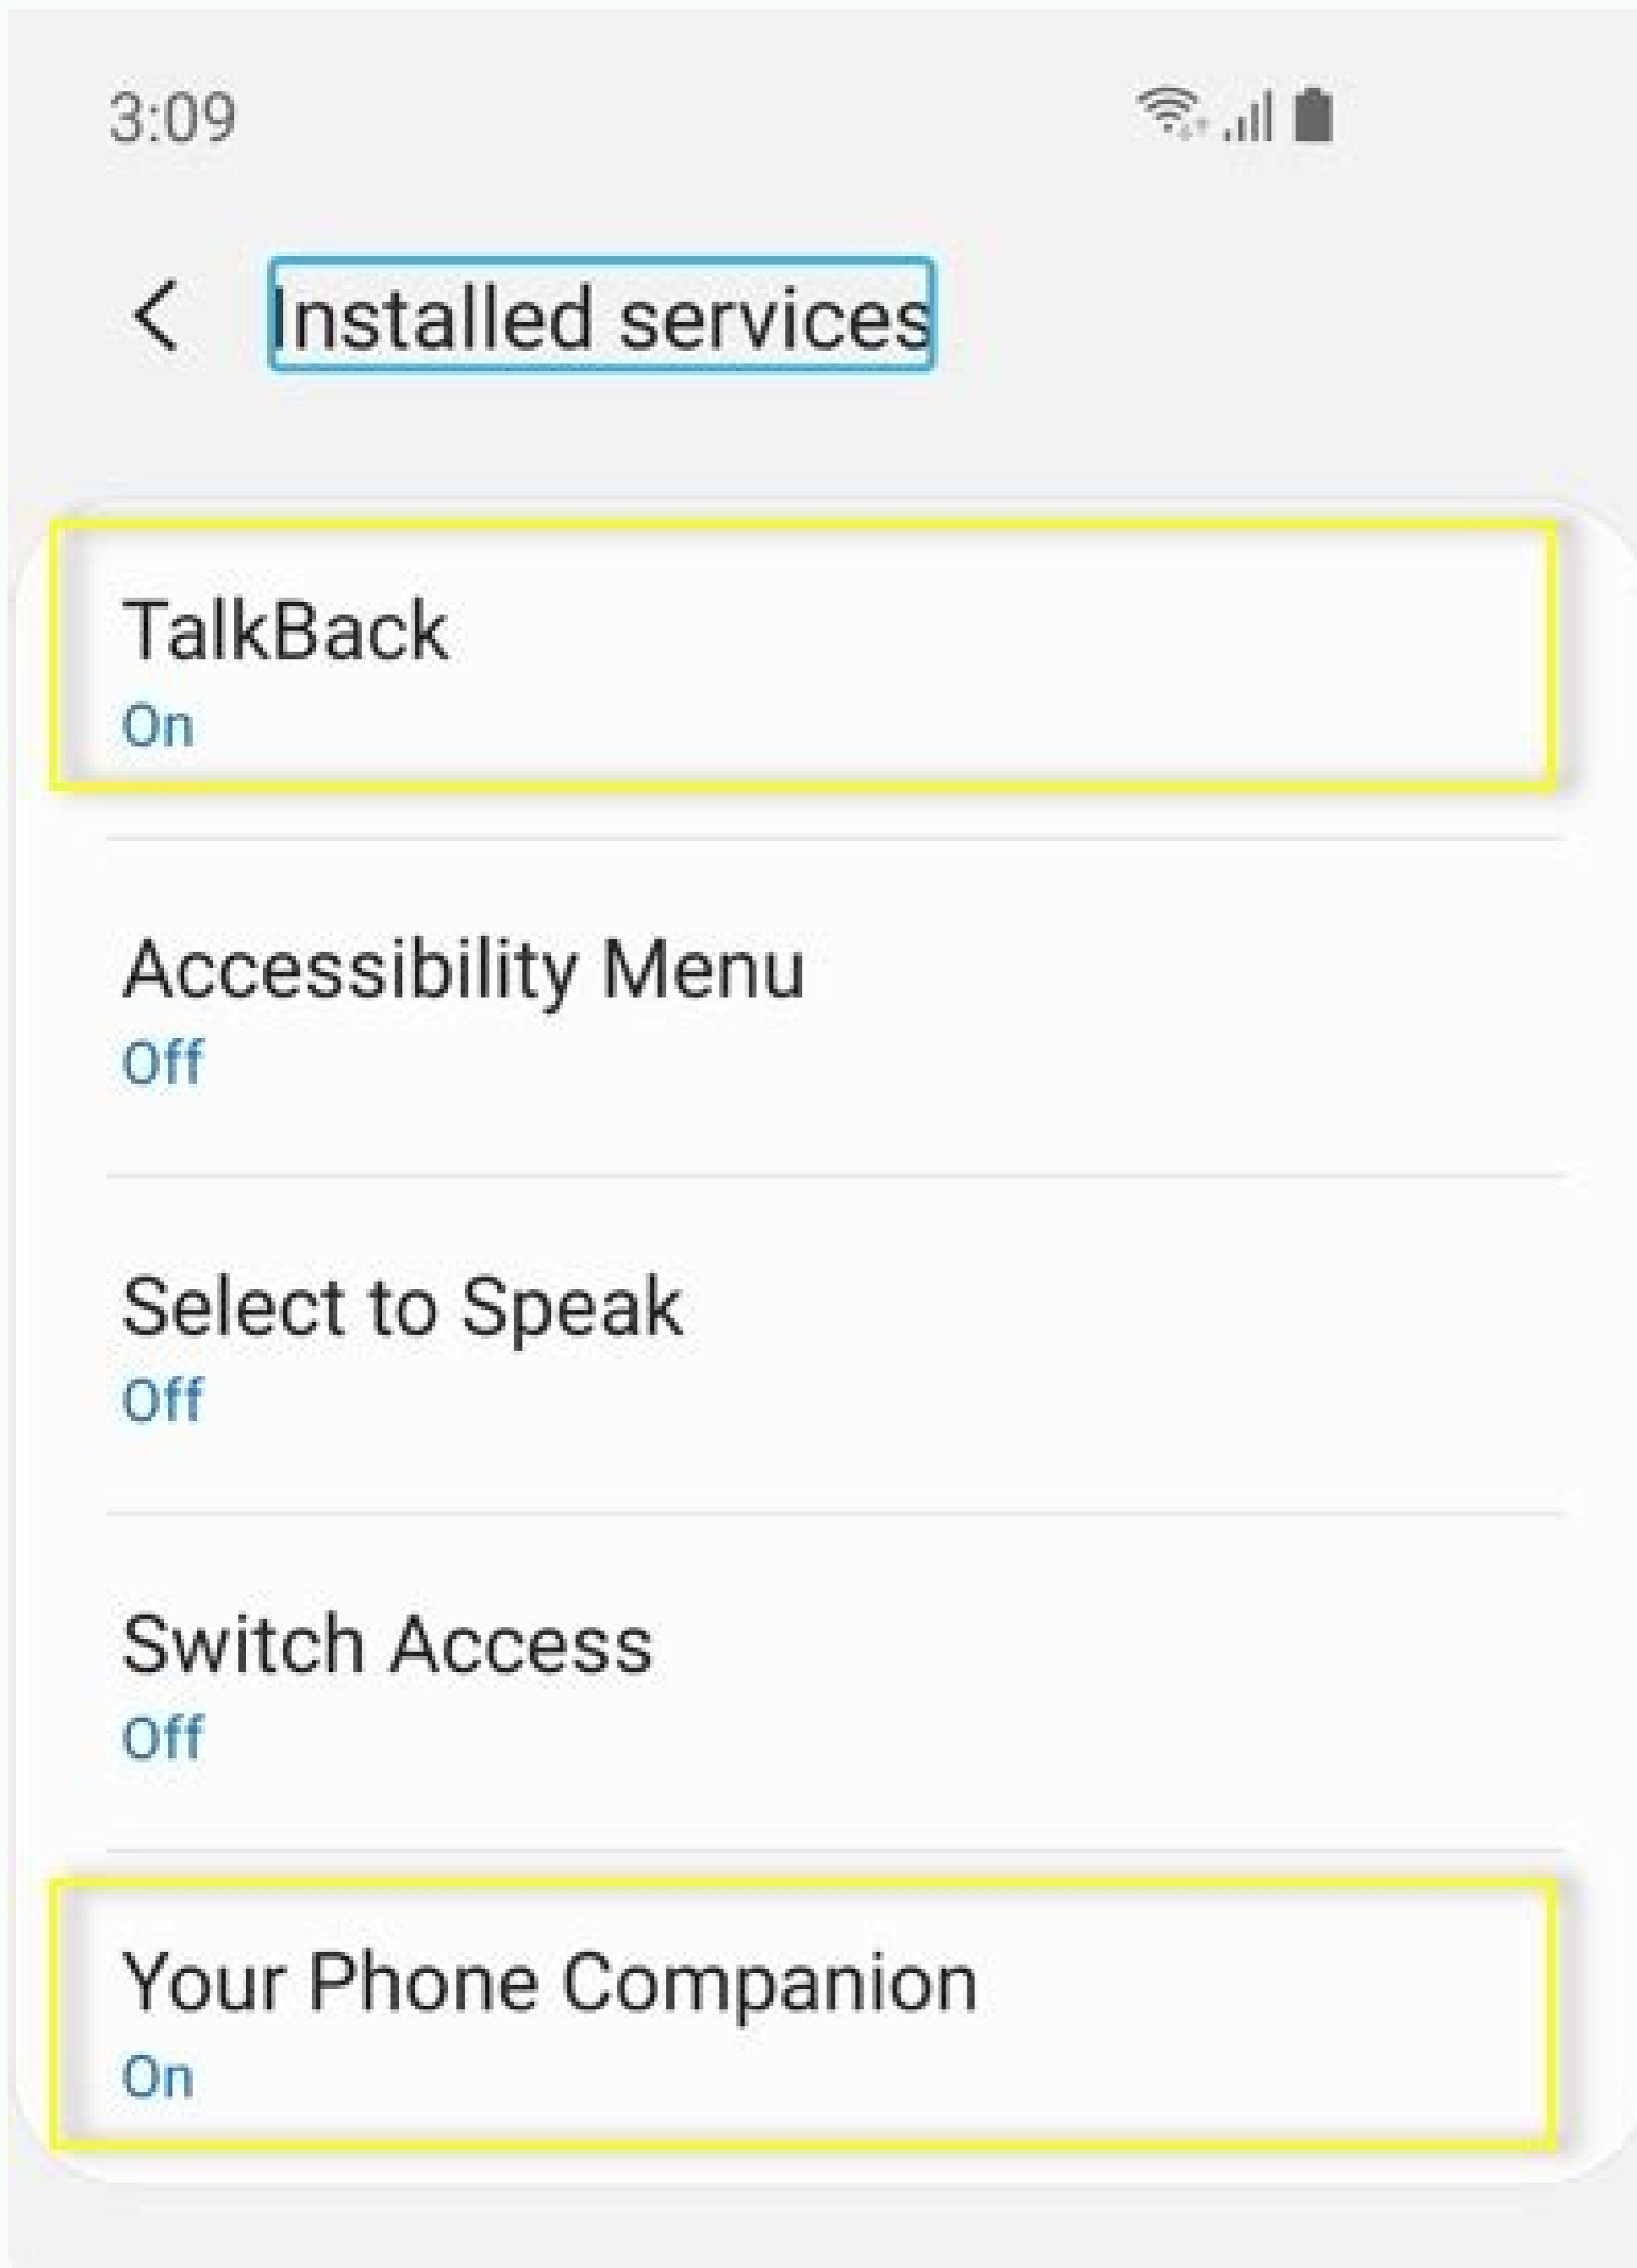 3:09
Installed services
TalkBack
On
Accessibility Menu
Off
Select to Speak
Off
Switch Access
Off
Your Phone Companion
On